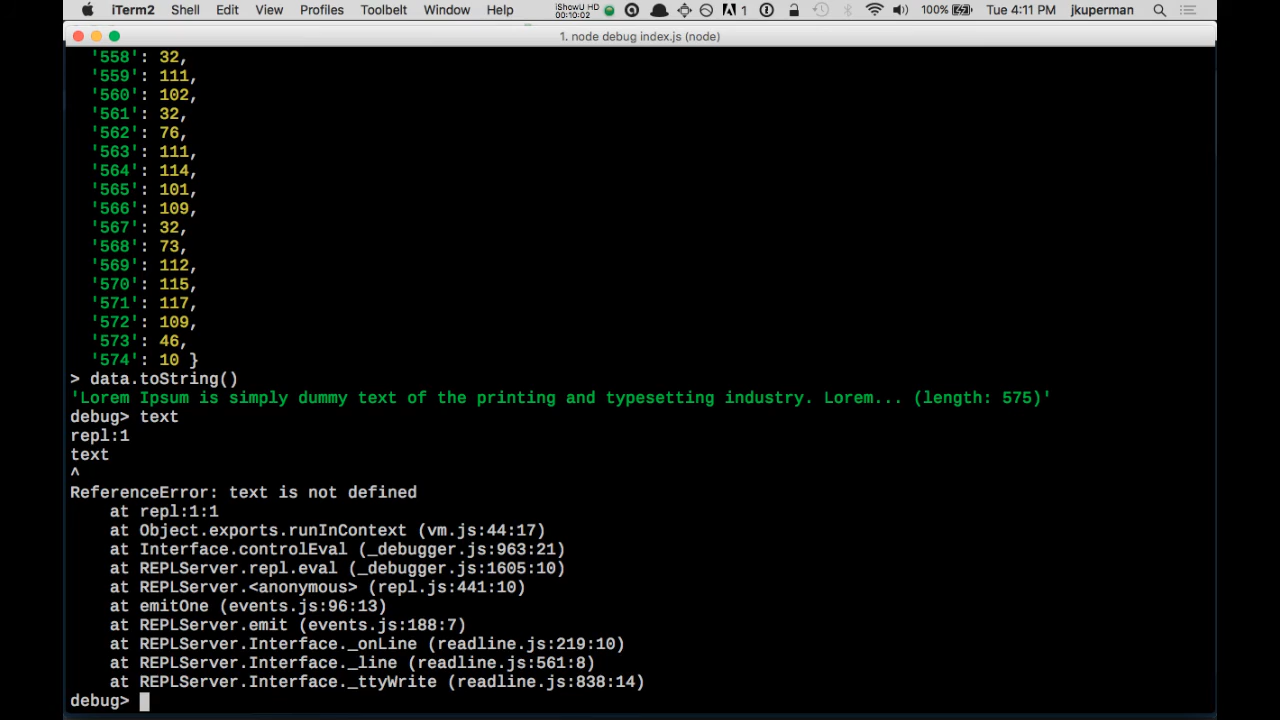 iTerm2 Shell Edit View Profiles Toolbelt Window Help iShowU HD 00:10:02 1 100% Tue 4:11 PM jkuperman
1. node debug index.js (node)
'558': 32,
'559': 111,
'560': 102,
'561': 32,
'562': 76,
'563': 111,
'564': 114,
'565': 101,
'566': 109,
'567': 32,
'568': 73,
'569': 112,
'570': 115,
'571': 117,
'572': 109,
'573': 46,
'574': 10 }
> data.toString()
'Lorem Ipsum is simply dummy text of the printing and typesetting industry. Lorem... (length: 575)'
debug> text
repl:1
text
^
ReferenceError: text is not defined
at repl:1:1
at Object.exports.runInContext (vm.js:44:17)
at Interface.controlEval (_debugger.js:963:21)
at REPLServer.repl.eval (_debugger.js:1605:10)
at REPLServer.<anonymous> (repl.js:441:10)
at emitOne (events.js:96:13)
at REPLServer.emit (events.js:188:7)
at REPLServer.Interface._onLine (readline.js:219:10)
at REPLServer.Interface._line (readline.js:561:8)
at REPLServer.Interface._ttyWrite (readline.js:838:14)
debug>